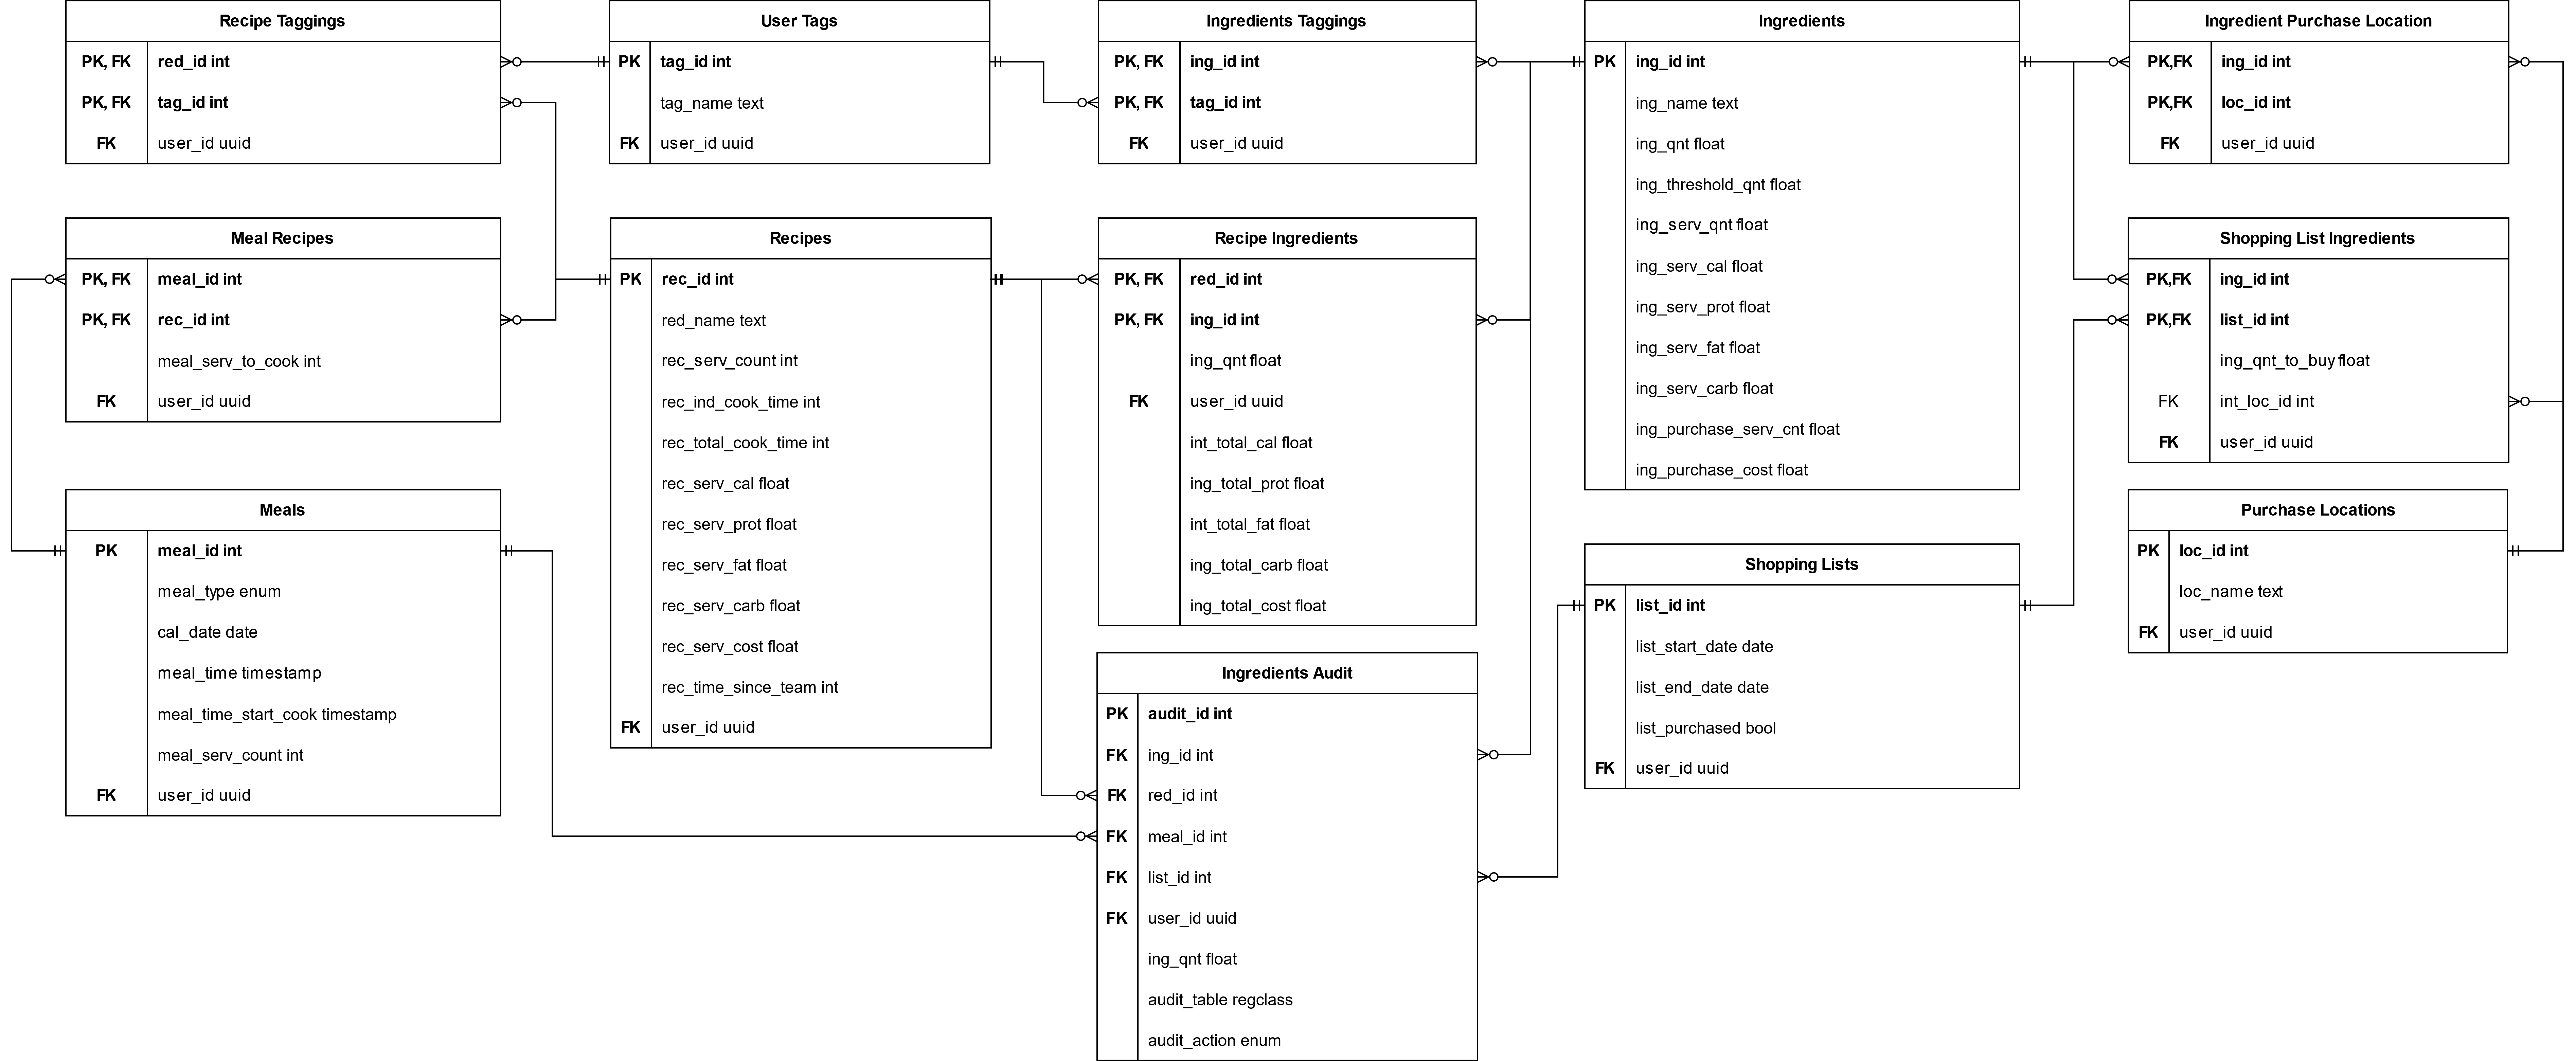 Recipe Taggings
PK, FK red_id int
PK, FK tag_id int
FK user_id uuid
User Tags
PK tag_id int
tag_name text
FK user_id uuid
Ingredients Taggings
PK, FK ing_id int
PK, FK tag_id int
FK user_id uuid
Ingredients
PK ing_id int
ing_name text
ing_qnt float
ing_threshold_qnt float
ing_serv_qnt float
ing_serv_cal float
ing_serv_prot float
ing_serv_fat float
ing_serv_carb float
ing_purchase_serv_cnt float
ing_purchase_cost float
Ingredient Purchase Location
PK,FK ing_id int
PK,FK loc_id int
FK user_id uuid
Meal Recipes
PK, FK meal_id int
PK, FK rec_id int
meal_serv_to_cook int
FK user_id uuid
Recipes
PK rec_id int
red_name text
rec_serv_count int
rec_ind_cook_time int
rec_total_cook_time int
rec_serv_cal float
rec_serv_prot float
rec_serv_fat float
rec_serv_carb float
rec_serv_cost float
rec_time_since_team int
FK user_id uuid
Recipe Ingredients
PK, FK red_id int
PK, FK ing_id int
ing_qnt float
FK user_id uuid
int_total_cal float
ing_total_prot float
int_total_fat float
ing_total_carb float
ing_total_cost float
Shopping List Ingredients
PK,FK ing_id int
PK,FK list_id int
ing_qnt_to_buy float
FK int_loc_id int
FK user_id uuid
Meals
PK meal_id int
meal_type enum
cal_date date
meal_time timestamp
meal_time_start_cook timestamp
meal_serv_count int
FK user_id uuid
Ingredients Audit
PK audit_id int
FK ing_id int
FK red_id int
FK meal_id int
FK list_id int
FK user_id uuid
ing_qnt float
audit_table regclass
audit_action enum
Shopping Lists
PK list_id int
list_start_date date
list_end_date date
list_purchased bool
FK user_id uuid
Purchase Locations
PK loc_id int
loc_name text
FK user_id uuid